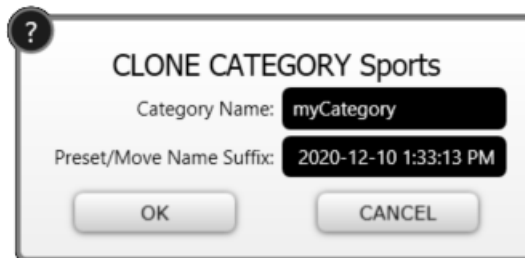 ?
CLONE CATEGORY Sports
Category Name: myCategory
Preset/Move Name Suffix: 2020-12-10 1:33:13 PM
OK CANCEL